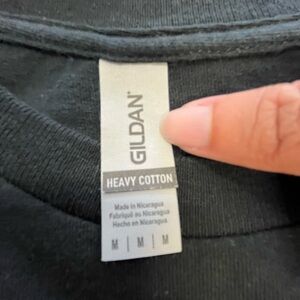 GILDAN®
HEAVY COTTON
Made in Nicaragua
Fabriqué au Nicaragua
Hecho en Nicaragua
M | M | M